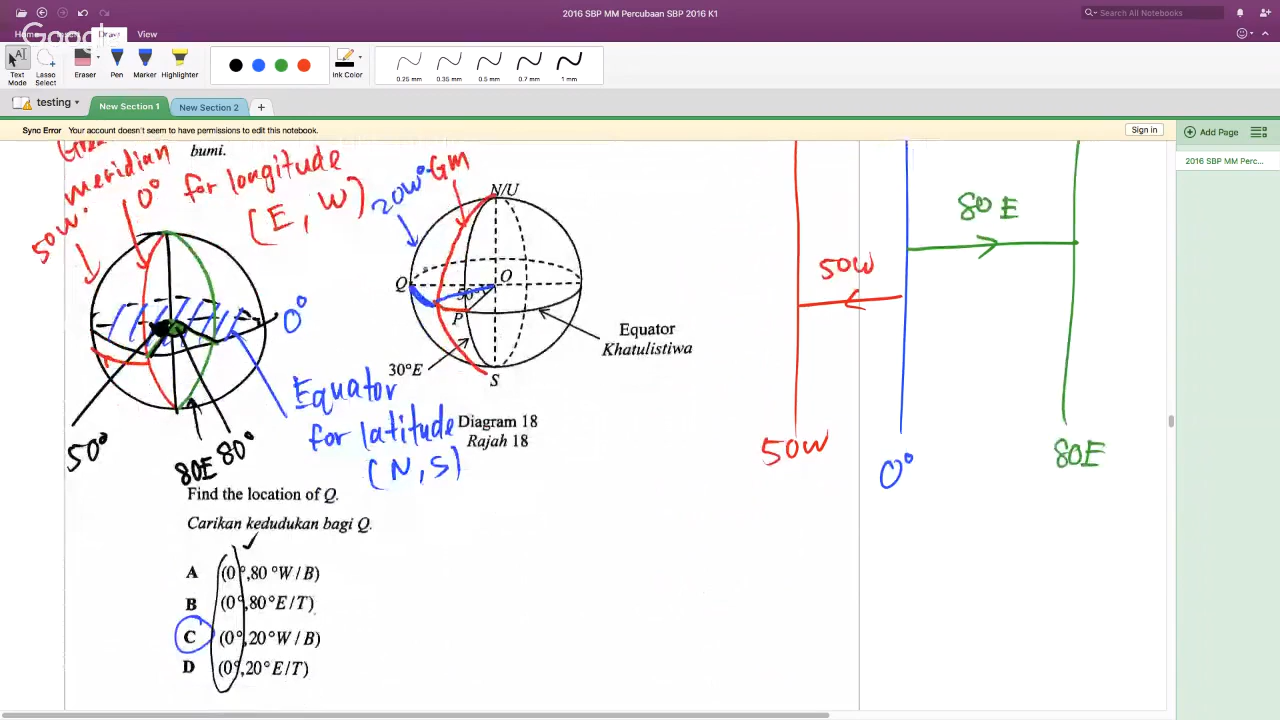 2016 SBP MM Percubaan SBP 2016 K1
Search All Notebooks
Google
Home
Insert
Draw
View
Text Mode
Lasso Select
Eraser
Pen
Marker
Highlighter
Ink Color
0.25 mm
0.35 mm
0.5 mm
0.7 mm
1 mm
testing
New Section 1
New Section 2
Sync Error Your account doesn't seem to have permissions to edit this notebook.
Sign in
Add Page
2016 SBP MM Perc...
bumi.
meridian
0° for longitude
(E, W)
50W°
0°
50°
80E
80°
Equator
for latitude
(N, S)
20W°
GM
N/U
Q
O
50°
P
30°E
S
Equator
Khatulistiwa
Diagram 18
Rajah 18
80E
50W
50W
0°
80E
Find the location of Q.
Carikan kedudukan bagi Q.
A (0°,80°W/B)
B (0°,80°E/T)
C (0°,20°W/B)
D (0°,20°E/T)